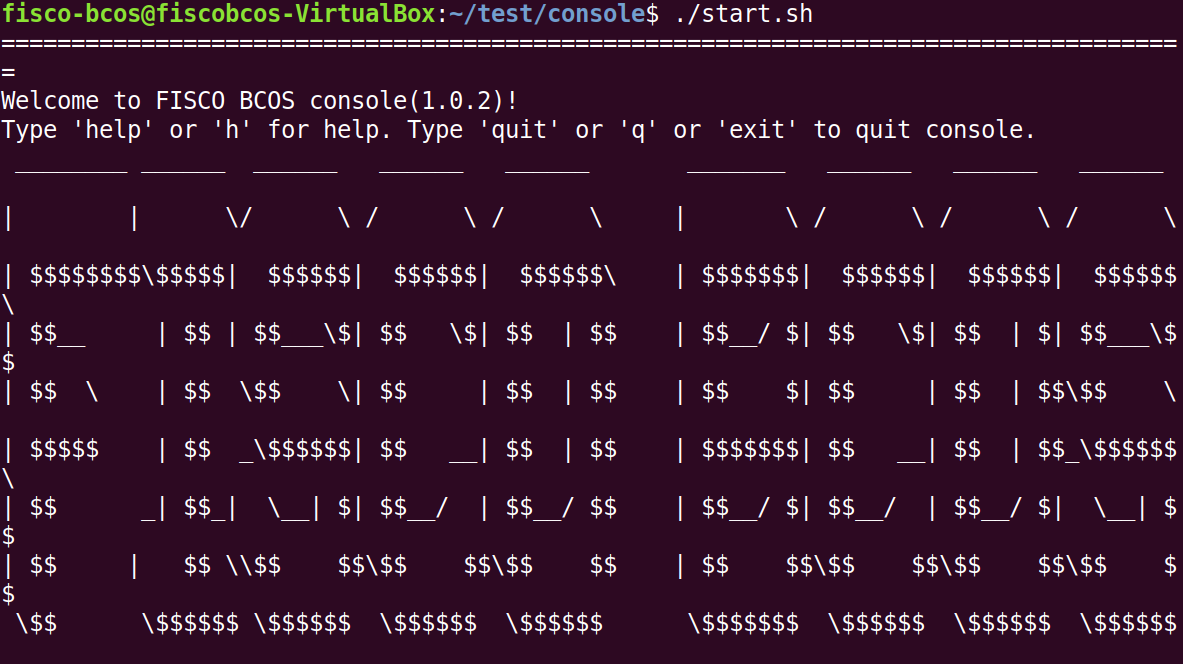 fisco-bcos@fiscobcos-VirtualBox:~/test/console$ ./start.sh
====================================================================================
=
Welcome to FISCO BCOS console(1.0.2)!
Type 'help' or 'h' for help. Type 'quit' or 'q' or 'exit' to quit console.
 ________ ______  ______   ______   ______       _______   ______   ______   ______
|        |      \/      \ /      \ /      \     |       \ /      \ /      \ /      \
| $$$$$$$$\$$$$$|  $$$$$$|  $$$$$$|  $$$$$$\    | $$$$$$$|  $$$$$$|  $$$$$$|  $$$$$$
\
| $$__     | $$ | $$___\$| $$   \$| $$  | $$    | $$__/ $| $$   \$| $$  | $| $$___\$
$
| $$  \    | $$  \$$    \| $$     | $$  | $$    | $$    $| $$     | $$  | $$\$$    \
| $$$$$    | $$  _\$$$$$$| $$   __| $$  | $$    | $$$$$$$| $$   __| $$  | $$_\$$$$$$
\
| $$      _| $$_|  \__| $| $$__/  | $$__/ $$    | $$__/ $| $$__/  | $$__/ $|  \__| $
$
| $$     |   $$ \\$$    $$\$$    $$\$$    $$    | $$    $$\$$    $$\$$    $$\$$    $
$
 \$$      \$$$$$$ \$$$$$$  \$$$$$$  \$$$$$$      \$$$$$$$  \$$$$$$  \$$$$$$  \$$$$$$